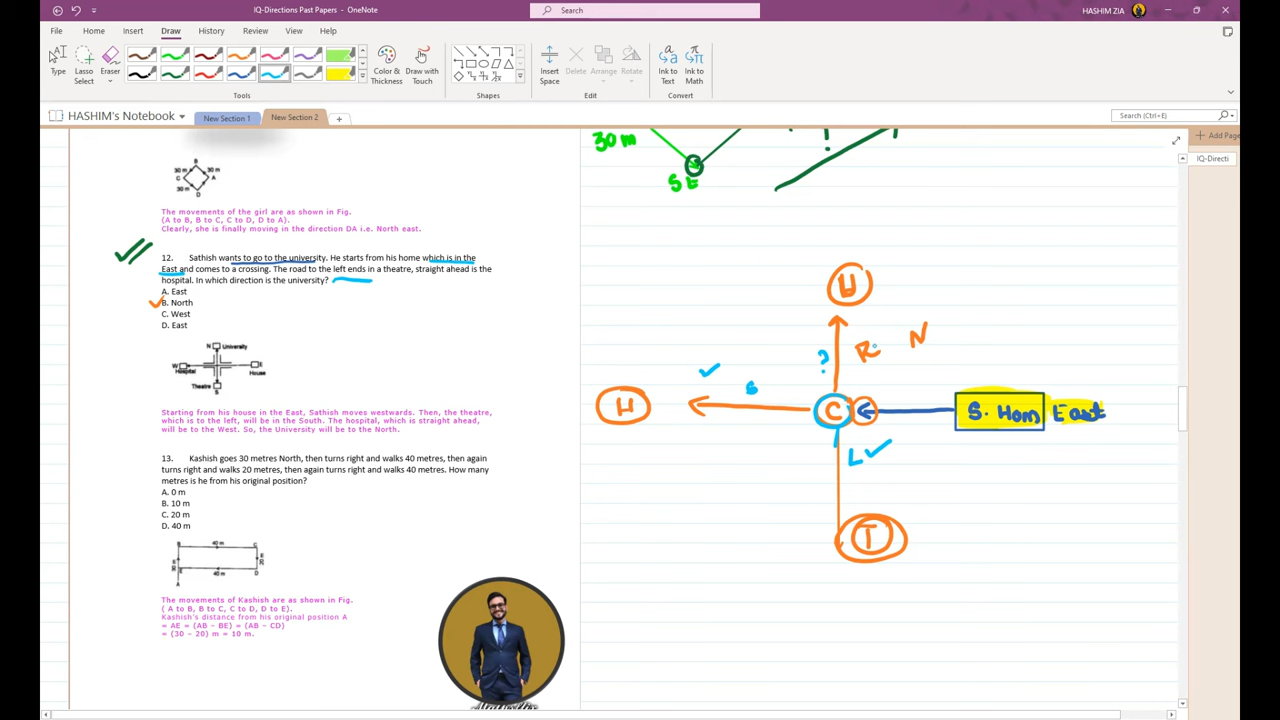 IQ-Directions Past Papers - OneNote
Search
HASHIM ZIA
File Home Insert Draw History Review View Help
Type
Lasso Select
Eraser
Color & Thickness
Draw with Touch
Insert Space
Delete
Arrange
Rotate
Ink to Text
Ink to Math
Tools
Shapes
Edit
Convert
HASHIM's Notebook
New Section 1
New Section 2
Search (Ctrl+E)
Add Page
IQ-Directi
B
30 m 30 m
C A
30 m
D
The movements of the girl are as shown in Fig.
(A to B, B to C, C to D, D to A).
Clearly, she is finally moving in the direction DA i.e. North east.
12. Sathish wants to go to the university. He starts from his home which is in the
East and comes to a crossing. The road to the left ends in a theatre, straight ahead is the
hospital. In which direction is the university?
A. East
B. North
C. West
D. East
N University
W E
Hospital House
Theatre
S
Starting from his house in the East, Sathish moves westwards. Then, the theatre,
which is to the left, will be in the South. The hospital, which is straight ahead,
will be to the West. So, the University will be to the North.
13. Kashish goes 30 metres North, then turns right and walks 40 metres, then again
turns right and walks 20 metres, then again turns right and walks 40 metres. How many
metres is he from his original position?
A. 0 m
B. 10 m
C. 20 m
D. 40 m
B 40 m C
30 m 20 m
E 40 m D
A
The movements of Kashish are as shown in Fig.
( A to B, B to C, C to D, D to E).
Kashish's distance from his original position A
= AE = (AB – BE) = (AB – CD)
= (30 – 20) m = 10 m.
30 m
SE
?
U
? R N
S
H
C
S. Hom East
L
T